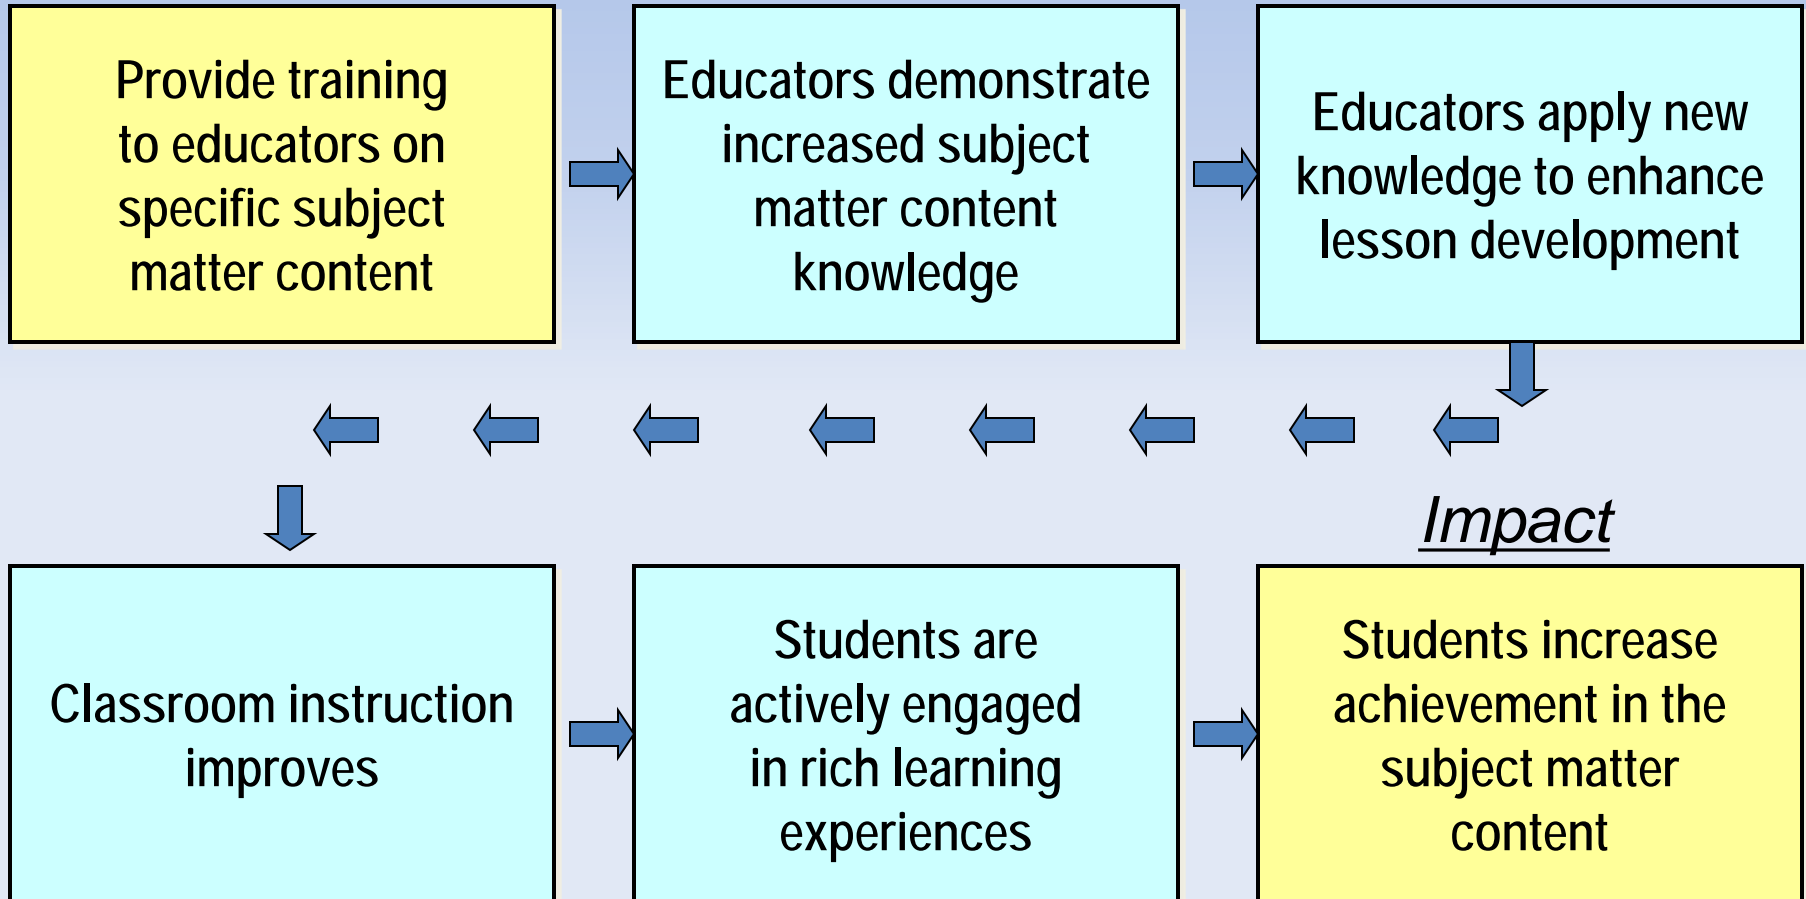 Provide training
to educators on
specific subject
matter content
Educators demonstrate
increased subject
matter content
knowledge
Educators apply new
knowledge to enhance
lesson development
Impact
Classroom instruction
improves
Students are
actively engaged
in rich learning
experiences
Students increase
achievement in the
subject matter
content